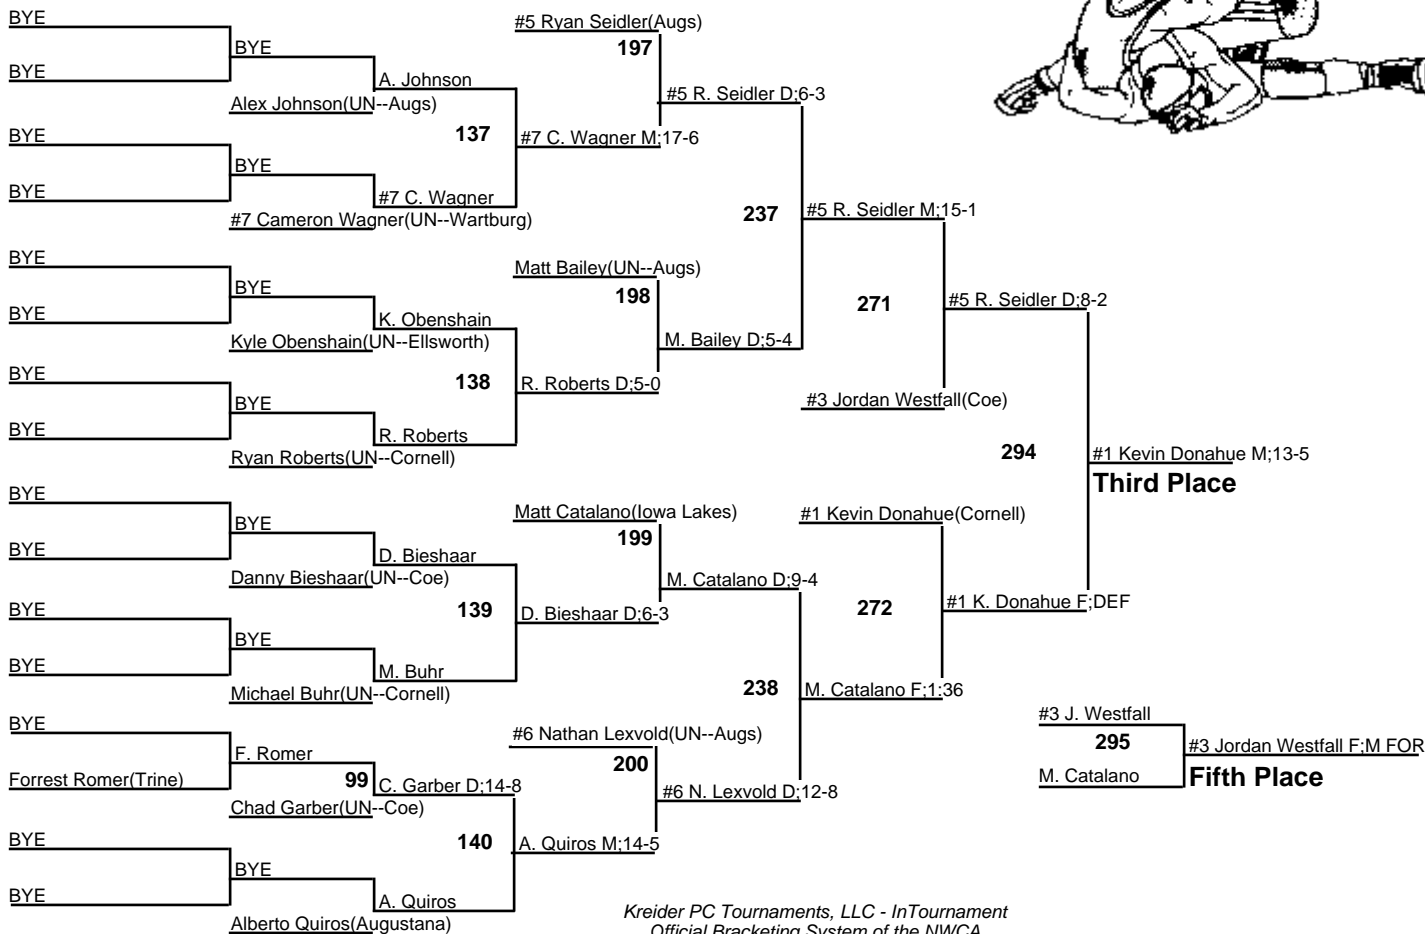 BYE
BYE
BYE
Alex Johnson(UN--Augs)
A. Johnson
BYE
BYE
BYE
#7 Cameron Wagner(UN--Wartburg)
#7 C. Wagner
137
#5 Ryan Seidler(Augs)
197
#7 C. Wagner M;17-6
#5 R. Seidler D;6-3
BYE
BYE
BYE
Kyle Obenshain(UN--Ellsworth)
K. Obenshain
BYE
BYE
BYE
Ryan Roberts(UN--Cornell)
R. Roberts
138
Matt Bailey(UN--Augs)
198
R. Roberts D;5-0
M. Bailey D;5-4
237
#5 R. Seidler M;15-1
271
#3 Jordan Westfall(Coe)
#5 R. Seidler D;8-2
BYE
BYE
BYE
Danny Bieshaar(UN--Coe)
D. Bieshaar
BYE
BYE
BYE
Michael Buhr(UN--Cornell)
M. Buhr
139
Matt Catalano(Iowa Lakes)
199
D. Bieshaar D;6-3
M. Catalano D;9-4
BYE
Forrest Romer(Trine)
F. Romer
99
Chad Garber(UN--Coe)
C. Garber D;14-8
BYE
BYE
BYE
Alberto Quiros(Augustana)
A. Quiros
140
#6 Nathan Lexvold(UN--Augs)
200
A. Quiros M;14-5
#6 N. Lexvold D;12-8
238
M. Catalano F;1:36
#1 Kevin Donahue(Cornell)
272
#1 K. Donahue F;DEF
294
#1 Kevin Donahue M;13-5
Third Place
#3 J. Westfall
295
M. Catalano
#3 Jordan Westfall F;M FOR
Fifth Place
Kreider PC Tournaments, LLC - InTournament
Official Bracketing System of the NWCA